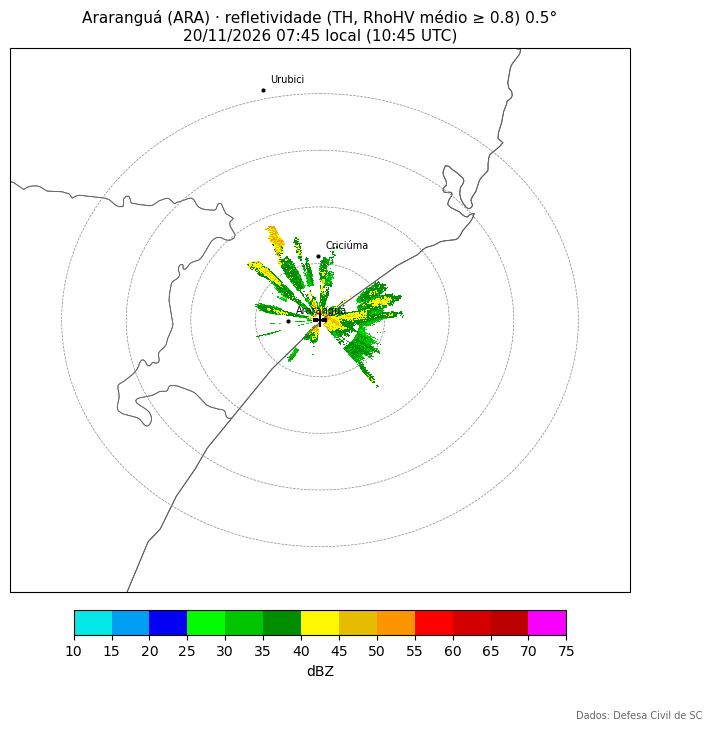 Araranguá (ARA) · refletividade (TH, RhoHV médio ≥ 0.8) 0.5°
20/11/2026 07:45 local (10:45 UTC)
Urubici
Criciúma
Araranguá
10 15 20 25 30 35 40 45 50 55 60 65 70 75
dBZ
Dados: Defesa Civil de SC